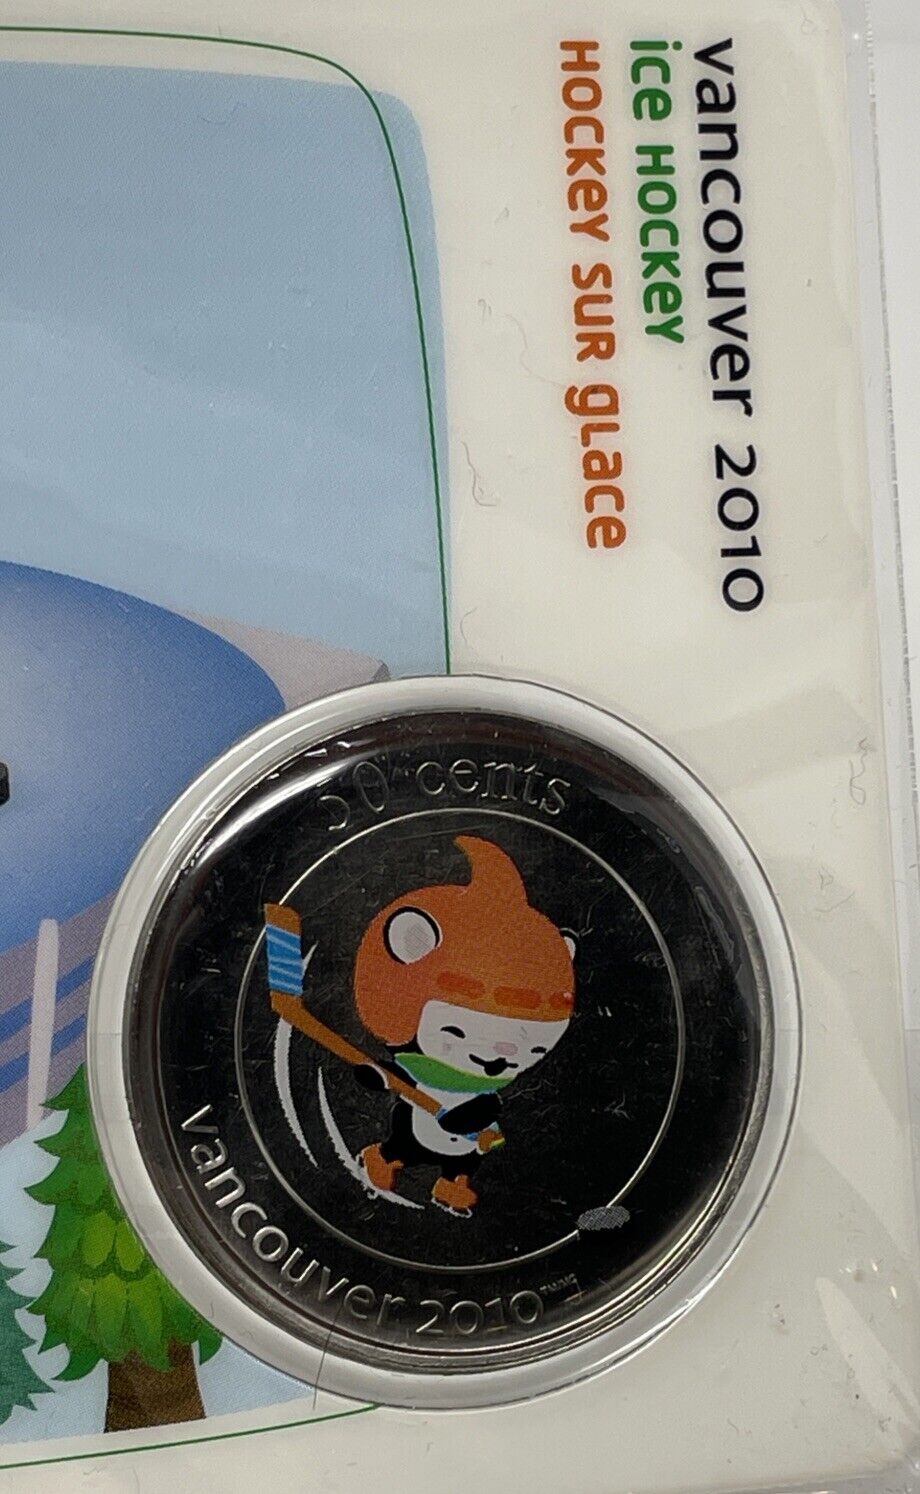 vancouver 2010
ice HOCKey
HOCKey SUR gLace
50 cents
vancouver 2010